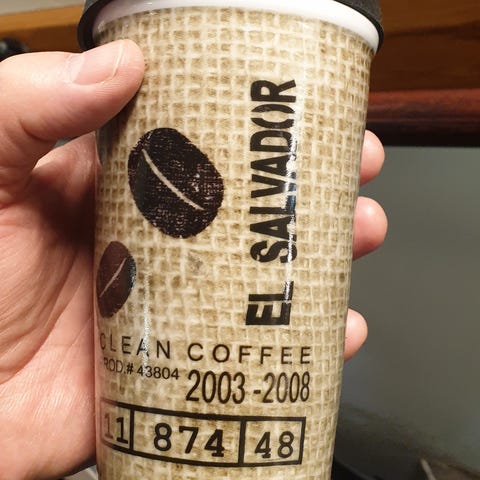 EL SALVADOR
CLEAN COFFEE
PROD.# 43804
2003-2008
11 874 48